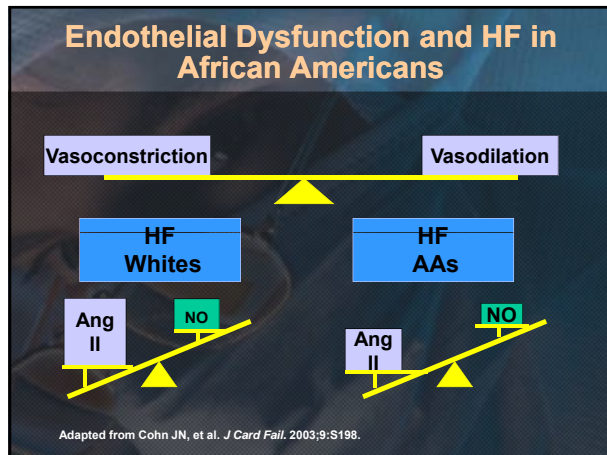 Endothelial Dysfunction and HF in
African Americans
Vasoconstriction
Vasodilation
HF
Whites
HF
AAs
Ang
II
NO
Ang
II
NO
Adapted from Cohn JN, et al. J Card Fail. 2003;9:S198.